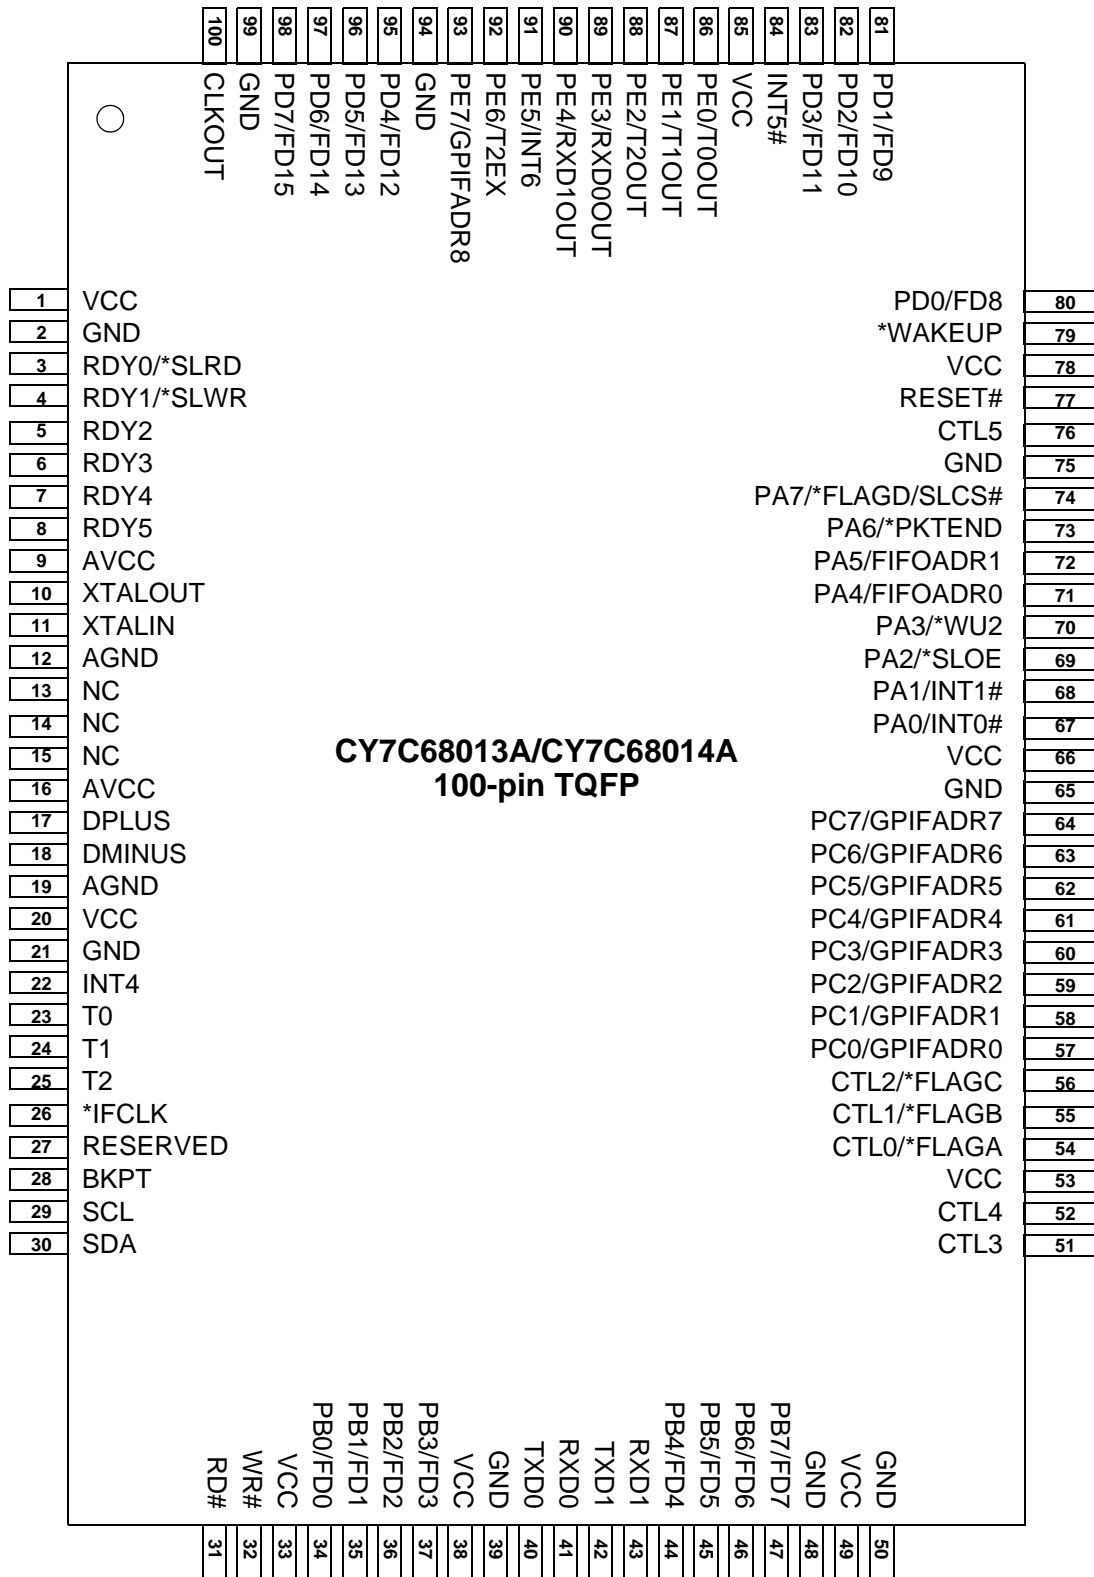 100 99 98 97 96 95 94 93 92 91 90 89 88 87 86 85 84 83 82 81
CLKOUT
GND
PD7/FD15
PD6/FD14
PD5/FD13
PD4/FD12
GND
PE7/GPIFADR8
PE6/T2EX
PE5/INT6
PE4/RXD1OUT
PE3/RXD0OUT
PE2/T2OUT
PE1/T1OUT
PE0/T0OUT
VCC
INT5#
PD3/FD11
PD2/FD10
PD1/FD9
1 VCC
2 GND
3 RDY0/*SLRD
4 RDY1/*SLWR
5 RDY2
6 RDY3
7 RDY4
8 RDY5
9 AVCC
10 XTALOUT
11 XTALIN
12 AGND
13 NC
14 NC
15 NC
16 AVCC
17 DPLUS
18 DMINUS
19 AGND
20 VCC
21 GND
22 INT4
23 T0
24 T1
25 T2
26 *IFCLK
27 RESERVED
28 BKPT
29 SCL
30 SDA
CY7C68013A/CY7C68014A
100-pin TQFP
PD0/FD8 80
*WAKEUP 79
VCC 78
RESET# 77
CTL5 76
GND 75
PA7/*FLAGD/SLCS# 74
PA6/*PKTEND 73
PA5/FIFOADR1 72
PA4/FIFOADR0 71
PA3/*WU2 70
PA2/*SLOE 69
PA1/INT1# 68
PA0/INT0# 67
VCC 66
GND 65
PC7/GPIFADR7 64
PC6/GPIFADR6 63
PC5/GPIFADR5 62
PC4/GPIFADR4 61
PC3/GPIFADR3 60
PC2/GPIFADR2 59
PC1/GPIFADR1 58
PC0/GPIFADR0 57
CTL2/*FLAGC 56
CTL1/*FLAGB 55
CTL0/*FLAGA 54
VCC 53
CTL4 52
CTL3 51
RD#
WR#
VCC
PB0/FD0
PB1/FD1
PB2/FD2
PB3/FD3
VCC
GND
TXD0
RXD0
TXD1
RXD1
PB4/FD4
PB5/FD5
PB6/FD6
PB7/FD7
GND
VCC
GND
31 32 33 34 35 36 37 38 39 40 41 42 43 44 45 46 47 48 49 50